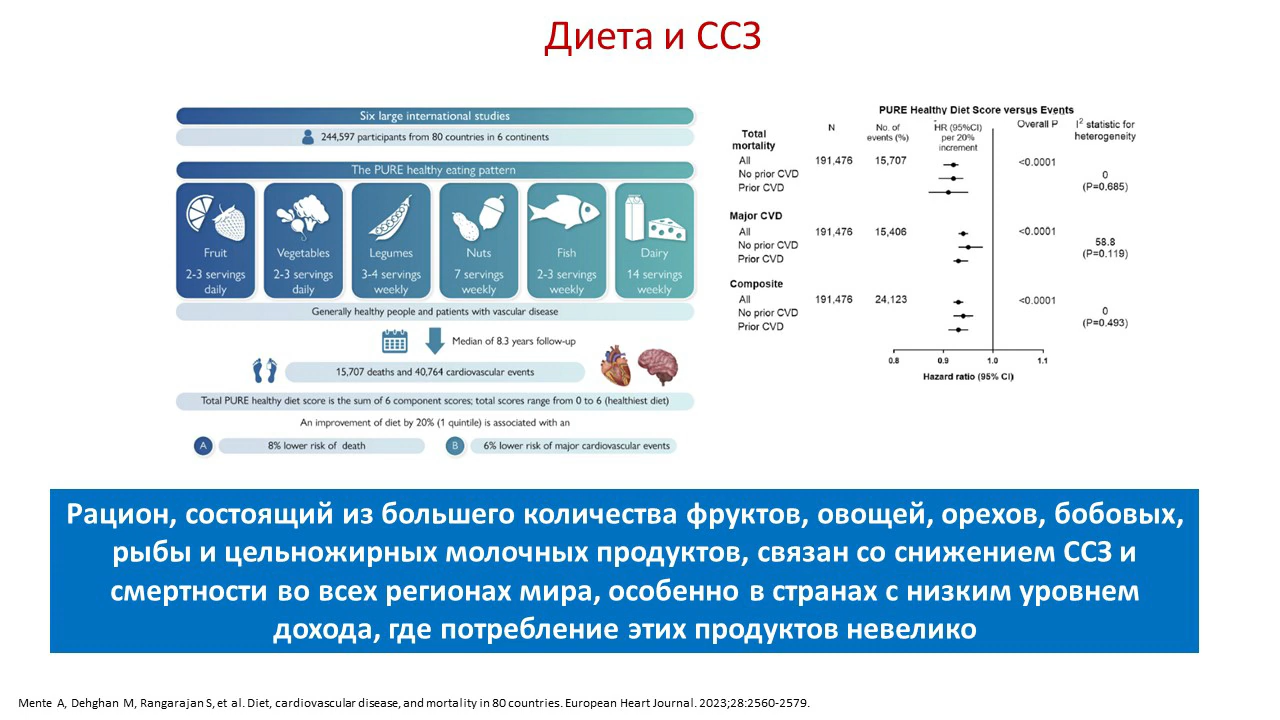 Диета и ССЗ
Six large international studies
244,597 participants from 80 countries in 6 continents
The PURE healthy eating pattern
Fruit
2-3 servings
daily
Vegetables
2-3 servings
daily
Legumes
3-4 servings
weekly
Nuts
7 servings
weekly
Fish
2-3 servings
weekly
Dairy
14 servings
weekly
Generally healthy people and patients with vascular disease
Median of 8.3 years follow-up
15,707 deaths and 40,764 cardiovascular events
Total PURE healthy diet score is the sum of 6 component scores; total scores range from 0 to 6 (healthiest diet)
An improvement of diet by 20% (1 quintile) is associated with an
A 8% lower risk of death
B 6% lower risk of major cardiovascular events
PURE Healthy Diet Score versus Events
N
No. of
events (%)
HR (95%CI)
per 20%
increment
Overall P
I² statistic for
heterogeneity
Total
mortality
All 191,476 15,707 <0.0001
No prior CVD 0
Prior CVD (P=0.685)
Major CVD
All 191,476 15,406 <0.0001
No prior CVD 58.8
Prior CVD (P=0.119)
Composite
All 191,476 24,123 <0.0001
No prior CVD 0
Prior CVD (P=0.493)
0.8 0.9 1.0 1.1
Hazard ratio (95% CI)
Рацион, состоящий из большего количества фруктов, овощей, орехов, бобовых,
рыбы и цельножирных молочных продуктов, связан со снижением ССЗ и
смертности во всех регионах мира, особенно в странах с низким уровнем
дохода, где потребление этих продуктов невелико
Mente A, Dehghan M, Rangarajan S, et al. Diet, cardiovascular disease, and mortality in 80 countries. European Heart Journal. 2023;28:2560-2579.